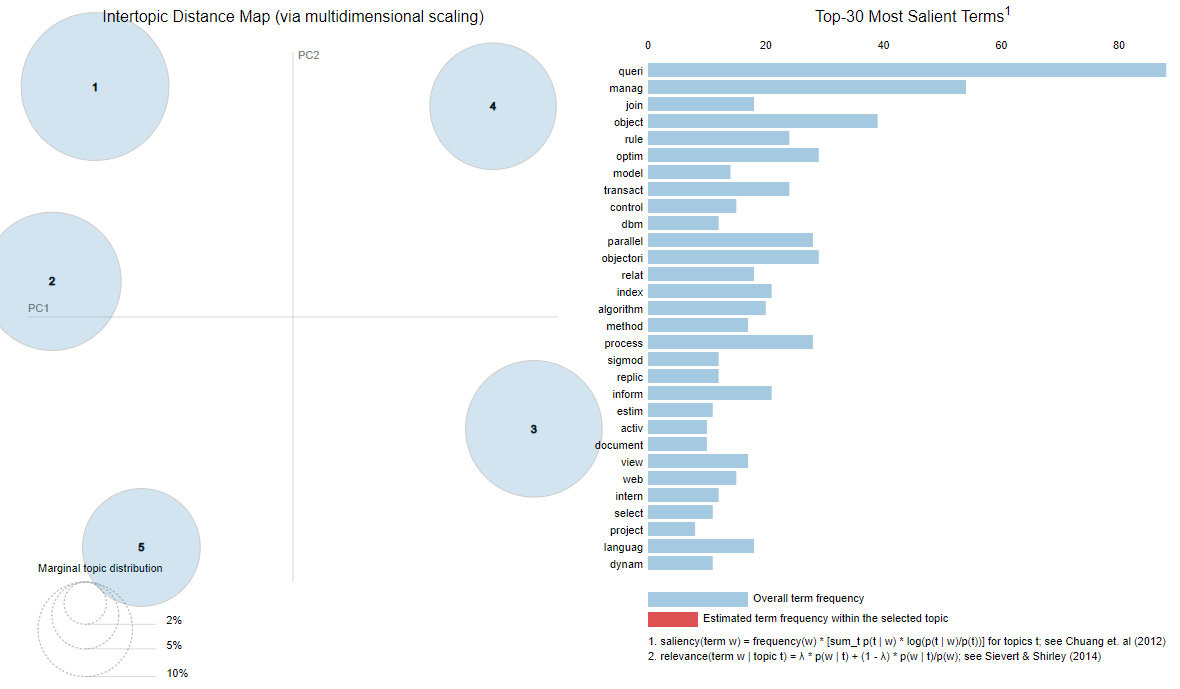 Intertopic Distance Map (via multidimensional scaling)
PC2
1
4
2
PC1
3
5
Marginal topic distribution
2%
5%
10%
Top-30 Most Salient Terms1
0 20 40 60 80
queri
manag
join
object
rule
optim
model
transact
control
dbm
parallel
objectori
relat
index
algorithm
method
process
sigmod
replic
inform
estim
activ
document
view
web
intern
select
project
languag
dynam
Overall term frequency
Estimated term frequency within the selected topic
1. saliency(term w) = frequency(w) * [sum_t p(t | w) * log(p(t | w)/p(t))] for topics t; see Chuang et. al (2012)
2. relevance(term w | topic t) = λ * p(w | t) + (1 - λ) * p(w | t)/p(w); see Sievert & Shirley (2014)